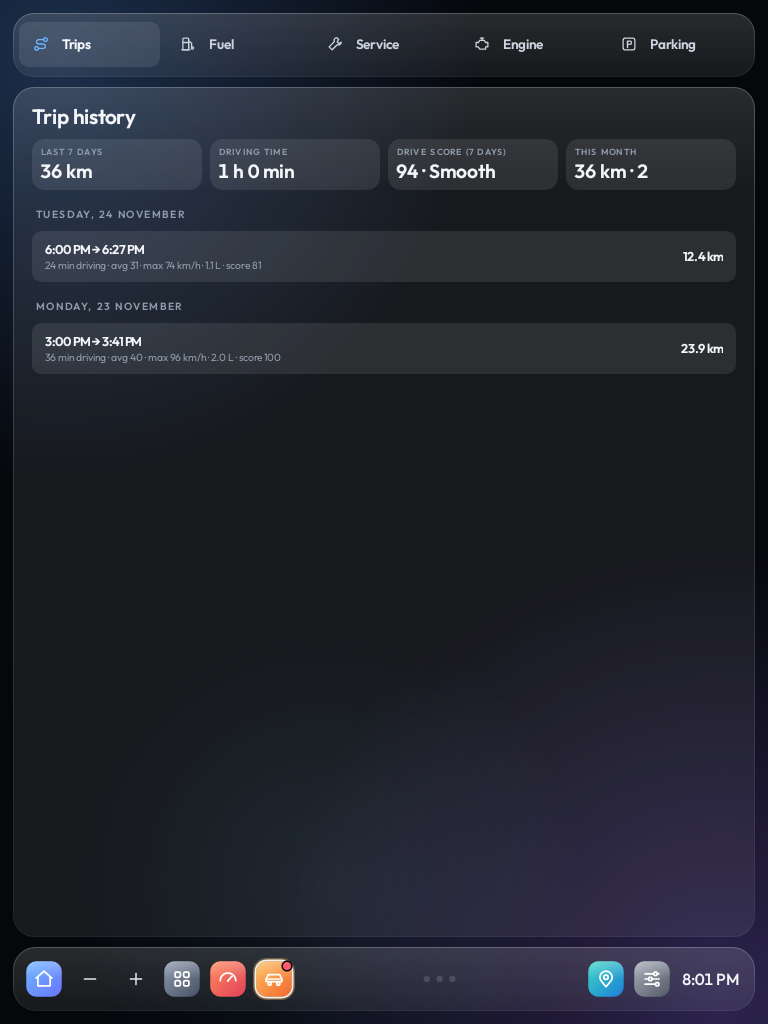 Trips
Fuel
Service
Engine
P Parking
Trip history
LAST 7 DAYS
36 km
DRIVING TIME
1 h 0 min
DRIVE SCORE (7 DAYS)
94 · Smooth
THIS MONTH
36 km · 2
TUESDAY, 24 NOVEMBER
6:00 PM → 6:27 PM
24 min driving · avg 31 · max 74 km/h · 1.1 L · score 81
12.4 km
MONDAY, 23 NOVEMBER
3:00 PM → 3:41 PM
36 min driving · avg 40 · max 96 km/h · 2.0 L · score 100
23.9 km
8:01 PM